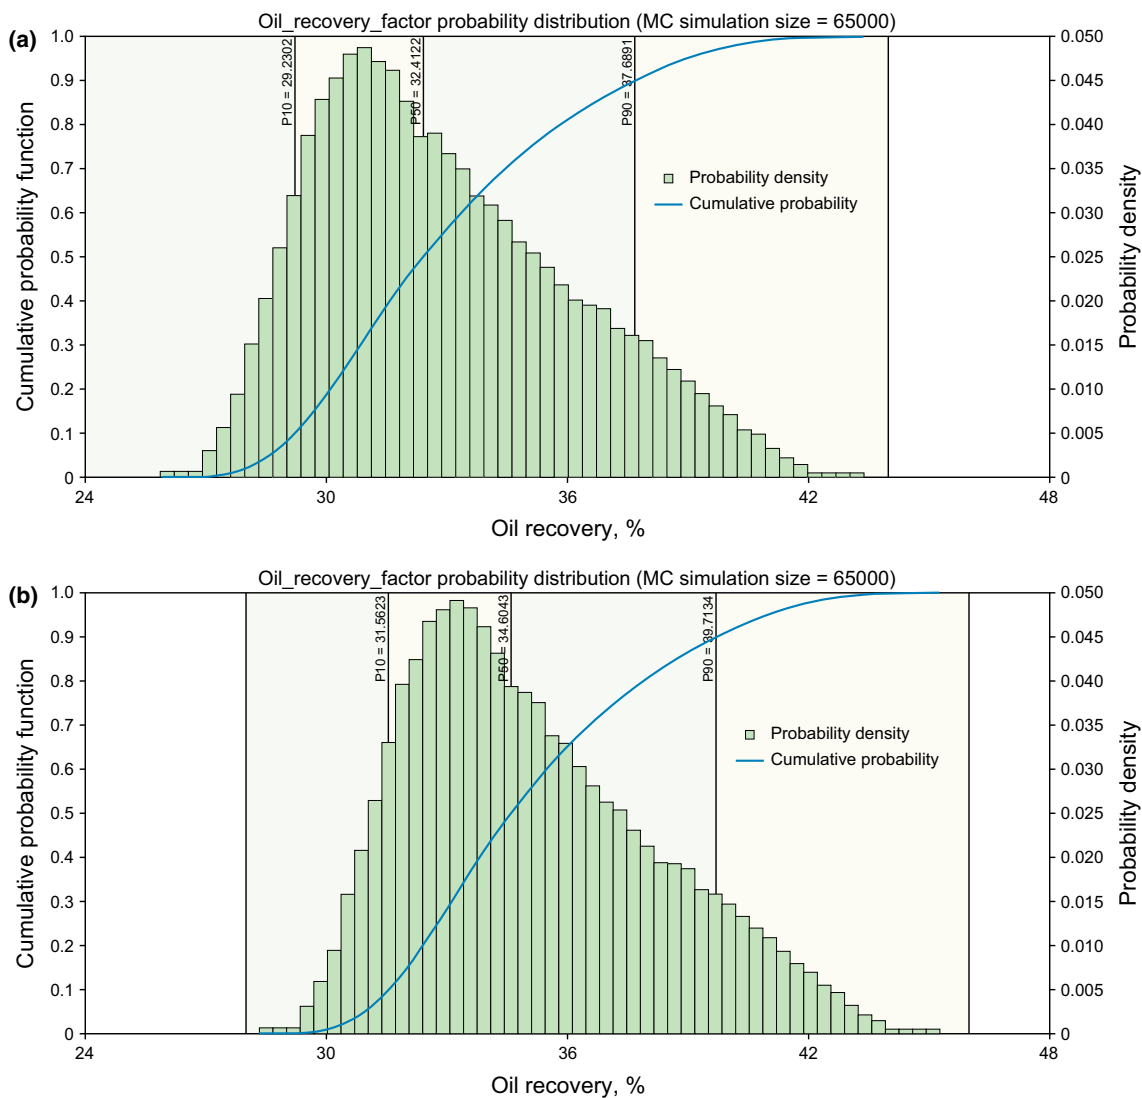 (a)
Oil_recovery_factor probability distribution (MC simulation size = 65000)
1.0
0.9
0.8
0.7
0.6
0.5
0.4
0.3
0.2
0.1
0
Cumulative probability function
P10 = 29.2302
P50 = 32.4122
P90 = 37.6891
Probability density
Cumulative probability
0.050
0.045
0.040
0.035
0.030
0.025
0.020
0.015
0.010
0.005
0
Probability density
24 30 36 42 48
Oil recovery, %
(b)
Oil_recovery_factor probability distribution (MC simulation size = 65000)
1.0
0.9
0.8
0.7
0.6
0.5
0.4
0.3
0.2
0.1
0
Cumulative probability function
P10 = 31.5623
P50 = 34.6043
P90 = 39.7134
Probability density
Cumulative probability
0.050
0.045
0.040
0.035
0.030
0.025
0.020
0.015
0.010
0.005
0
Probability density
24 30 36 42 48
Oil recovery, %